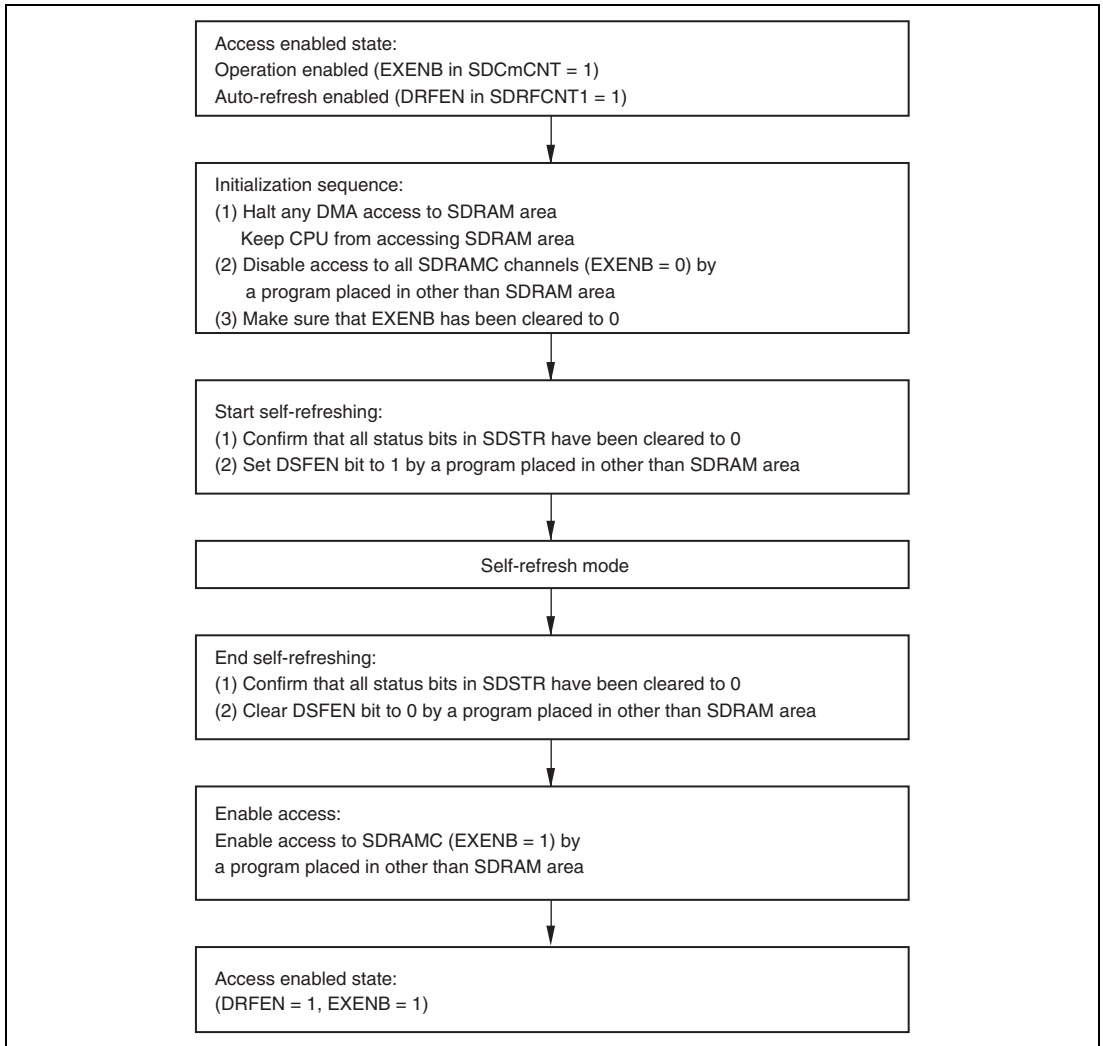 Access enabled state:
Operation enabled (EXENB in SDCmCNT = 1)
Auto-refresh enabled (DRFEN in SDRFCNT1 = 1)
Initialization sequence:
(1) Halt any DMA access to SDRAM area
Keep CPU from accessing SDRAM area
(2) Disable access to all SDRAMC channels (EXENB = 0) by
a program placed in other than SDRAM area
(3) Make sure that EXENB has been cleared to 0
Start self-refreshing:
(1) Confirm that all status bits in SDSTR have been cleared to 0
(2) Set DSFEN bit to 1 by a program placed in other than SDRAM area
Self-refresh mode
End self-refreshing:
(1) Confirm that all status bits in SDSTR have been cleared to 0
(2) Clear DSFEN bit to 0 by a program placed in other than SDRAM area
Enable access:
Enable access to SDRAMC (EXENB = 1) by
a program placed in other than SDRAM area
Access enabled state:
(DRFEN = 1, EXENB = 1)